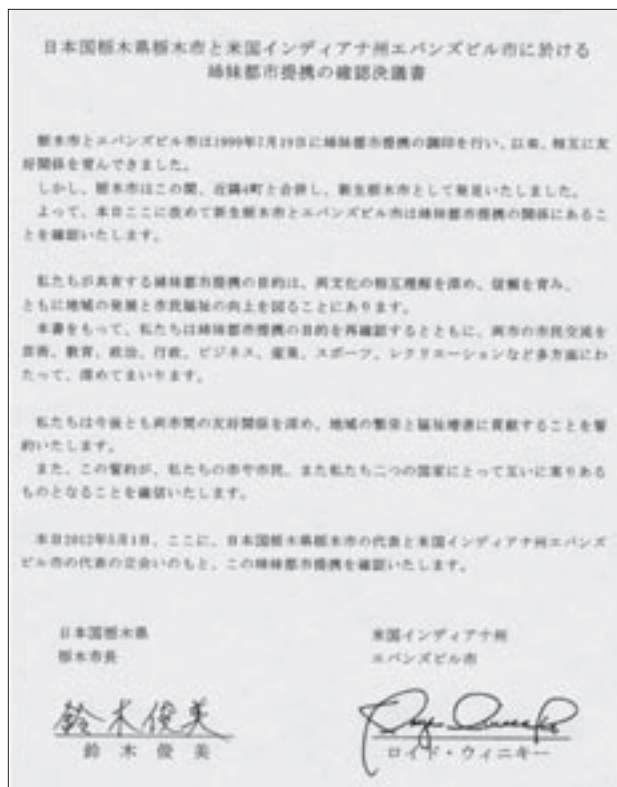 日本国栃木県栃木市と米国インディアナ州エバンズビル市に於ける
姉妹都市提携の確認決議書
栃木市とエバンズビル市は1999年7月19日に姉妹都市提携の調印を行い、以来、相互に友
好関係を育んできました。
しかし、栃木市はこの間、近隣4町と合併し、新生栃木市として発足いたしました。
よって、本日ここに改めて新生栃木市とエバンズビル市は姉妹都市提携の関係にあるこ
とを確認いたします。
私たちが共有する姉妹都市提携の目的は、両文化の相互理解を深め、信頼を育み、
ともに地域の発展と市民福祉の向上を図ることにあります。
本書をもって、私たちは姉妹都市提携の目的を再確認するとともに、両市の市民交流を
芸術、教育、政治、行政、ビジネス、産業、スポーツ、レクリエーションなど多方面にわ
たって、深めてまいります。
私たちは今後とも両市間の友好関係を深め、地域の繁栄と福祉増進に貢献することを誓
約いたします。
また、この誓約が、私たちの市や市民、また私たち二つの国家にとって互いに実りある
ものとなることを確信いたします。
本日2012年5月1日、ここに、日本国栃木県栃木市の代表と米国インディアナ州エバンズ
ビル市の代表の立会いのもと、この姉妹都市提携を確認いたします。
日本国栃木県
栃木市長
鈴木俊美
鈴木俊美
米国インディアナ州
エバンズビル市
ロイド・ウィニキー